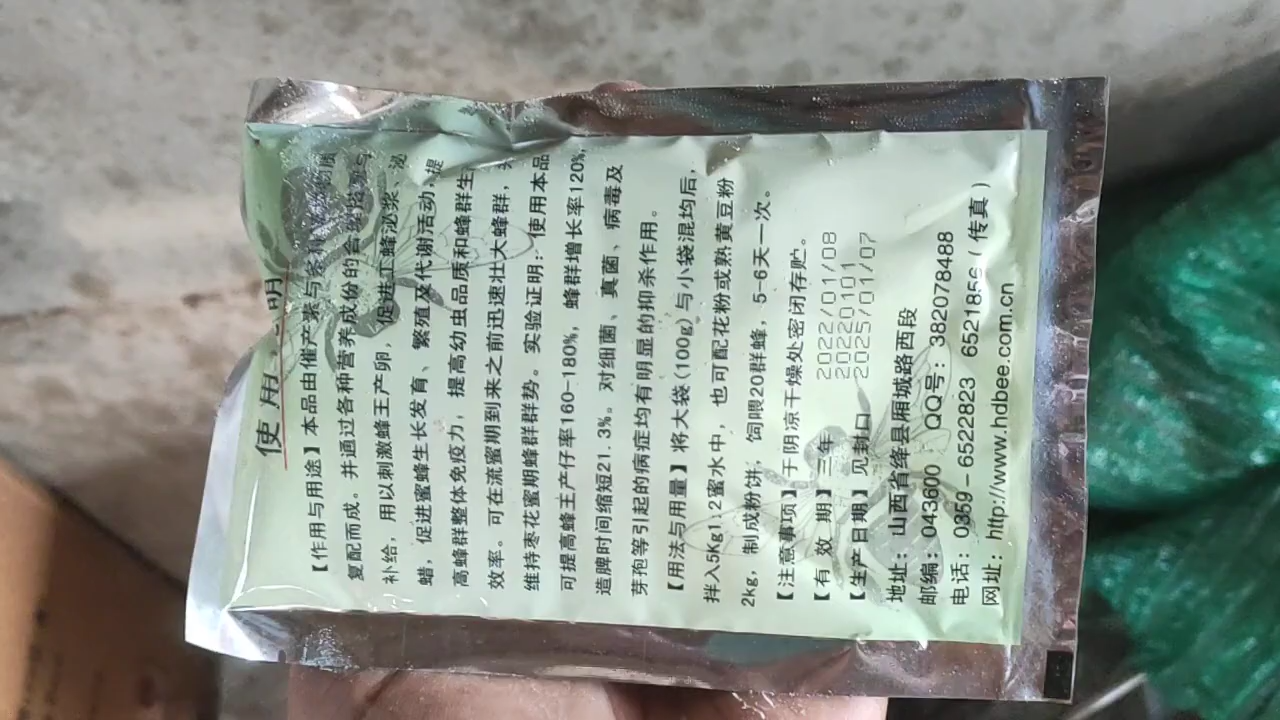 使用说明
【作用与用途】本品由催产素与
复配而成。并通过各种营养成份的合理搭配与
补给，用以刺激蜂王产卵，促进工蜂泌浆、泌
蜡，促进蜜蜂生长发育、繁殖及代谢活动，提
高蜂群整体免疫力，提高幼虫品质和蜂群生
效率。可在流蜜期到来之前迅速壮大蜂群，
维持枣花蜜期蜂群群势。实验证明：使用本品
可提高蜂王产仔率160-180%，蜂群增长率120%，
造脾时间缩短21.3%。对细菌、真菌、病毒及
芽孢等引起的病症均有明显的抑杀作用。
【用法与用量】将大袋（100g）与小袋混均后，
拌入5Kg1:2蜜水中，也可配花粉或熟黄豆粉
2kg，制成粉饼，饲喂20群蜂，5-6天一次。
【注意事项】于阴凉干燥处密闭存贮。
【有 效 期】三年 2022/01/08
20220101
【生产日期】见封口 2025/01/07
地址：山西省绛县厢城路西段
邮编：043600 QQ号：3820784888
电话：0359-6522823 6521856（传真）
网址：http://www.hdbee.com.cn